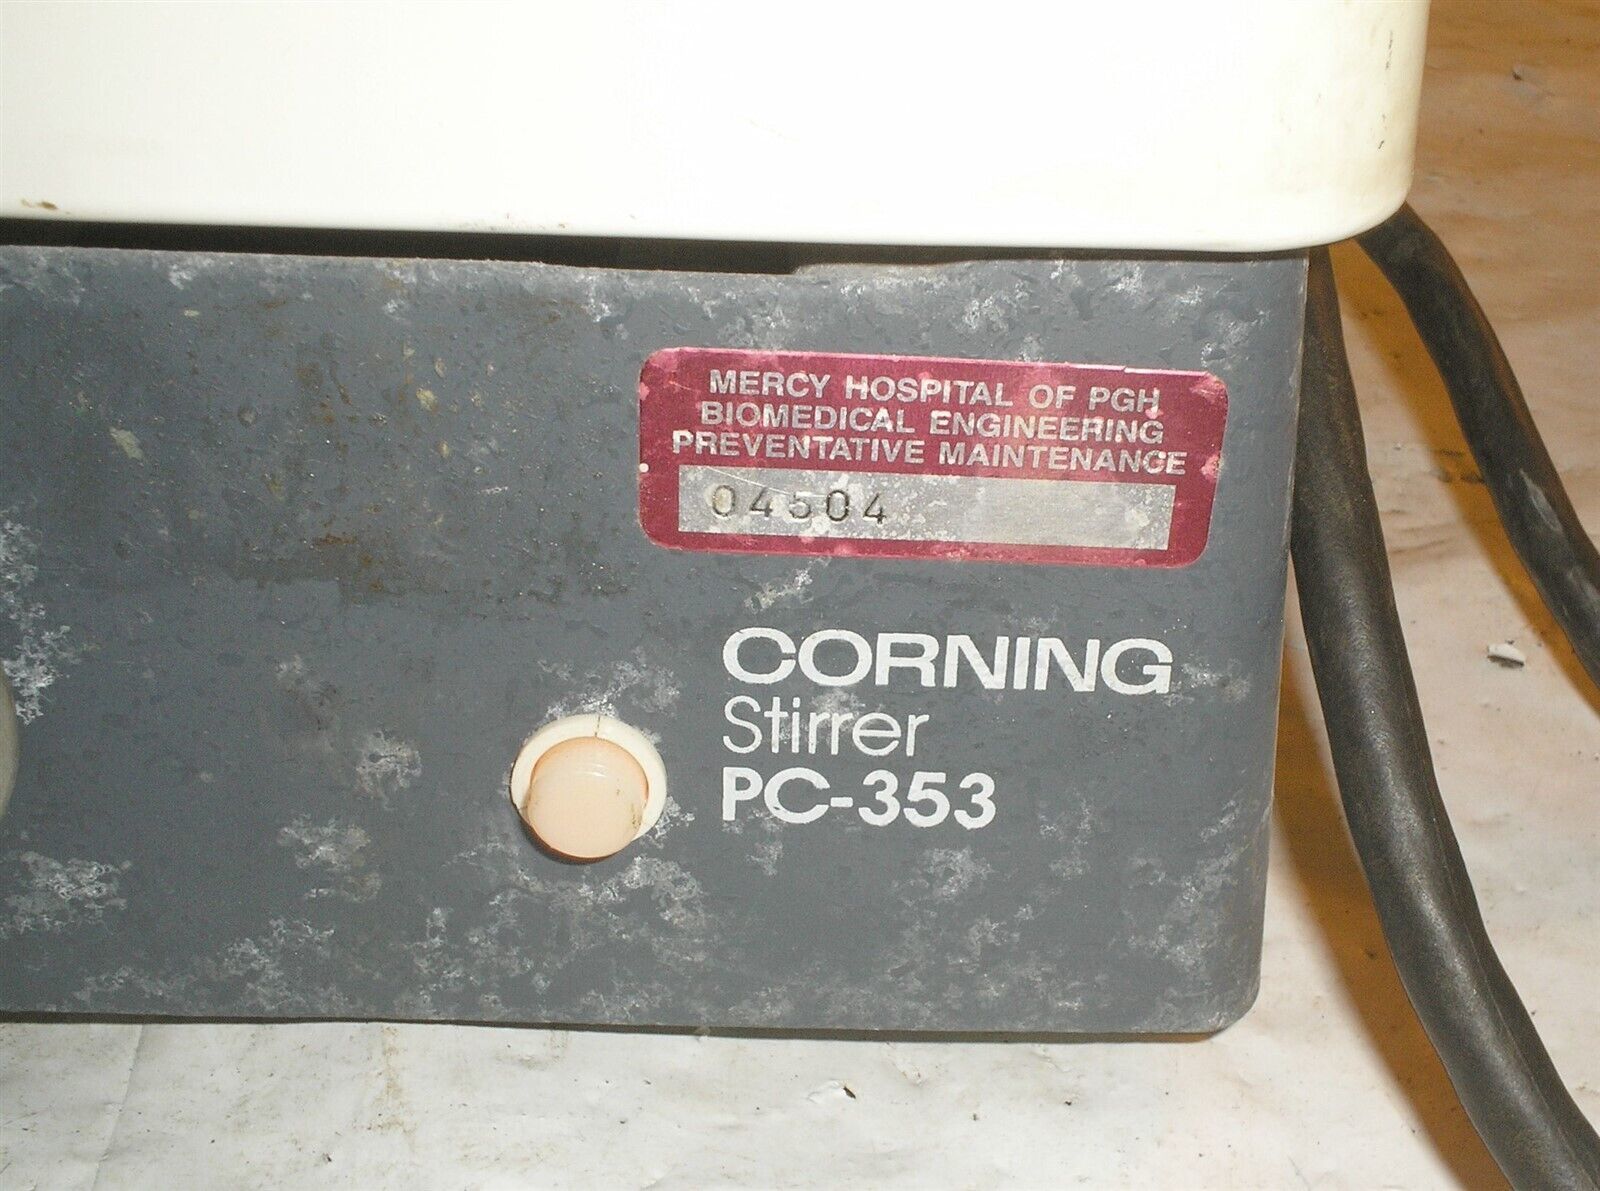 MERCY HOSPITAL OF PGH
BIOMEDICAL ENGINEERING
PREVENTATIVE MAINTENANCE
04504
CORNING
Stirrer
PC-353